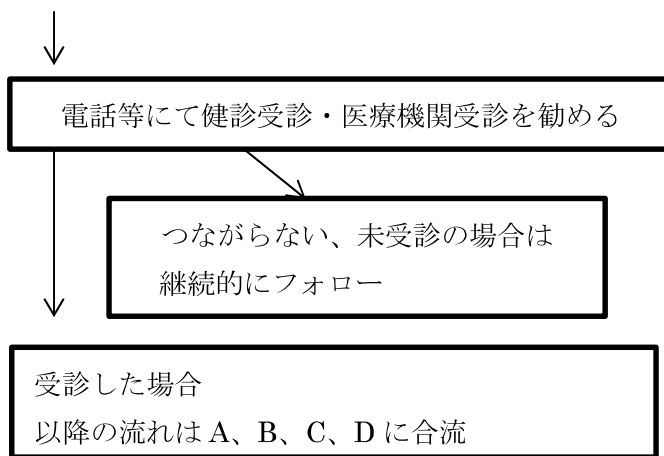 電話等にて健診受診・医療機関受診を勧める
つながらない、未受診の場合は
継続的にフォロー
受診した場合
以降の流れは A、B、C、D に合流